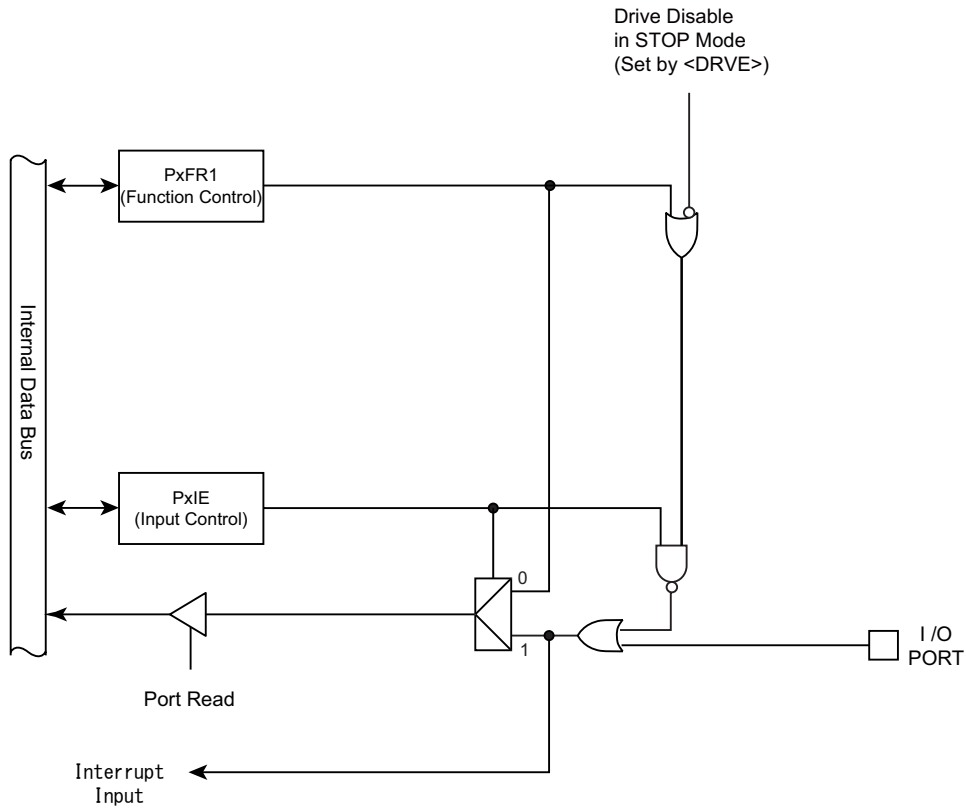 Drive Disable
in STOP Mode
(Set by <DRVE>)
PxFR1
(Function Control)
Internal Data Bus
PxIE
(Input Control)
0
1
I /O
PORT
Port Read
Interrupt
Input